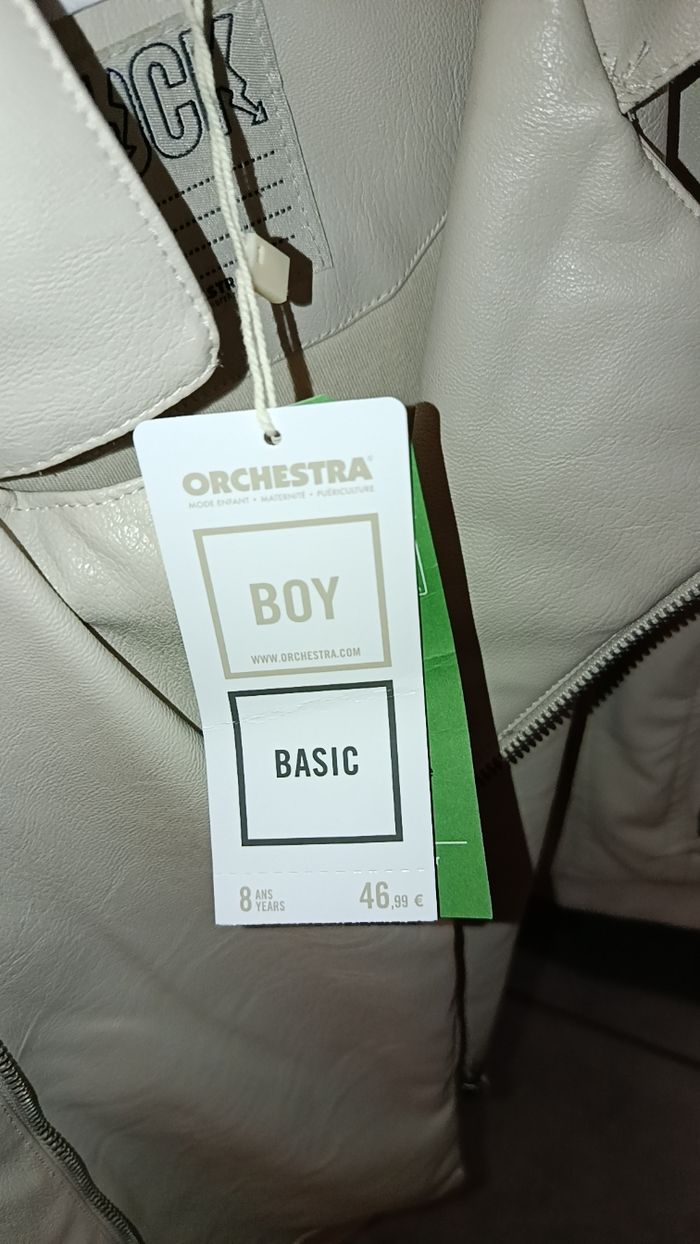 ORCHESTRA
MODE ENFANT • MATERNITÉ • PUÉRICULTURE
BOY
WWW.ORCHESTRA.COM
BASIC
8 ANS
YEARS
46,99 €